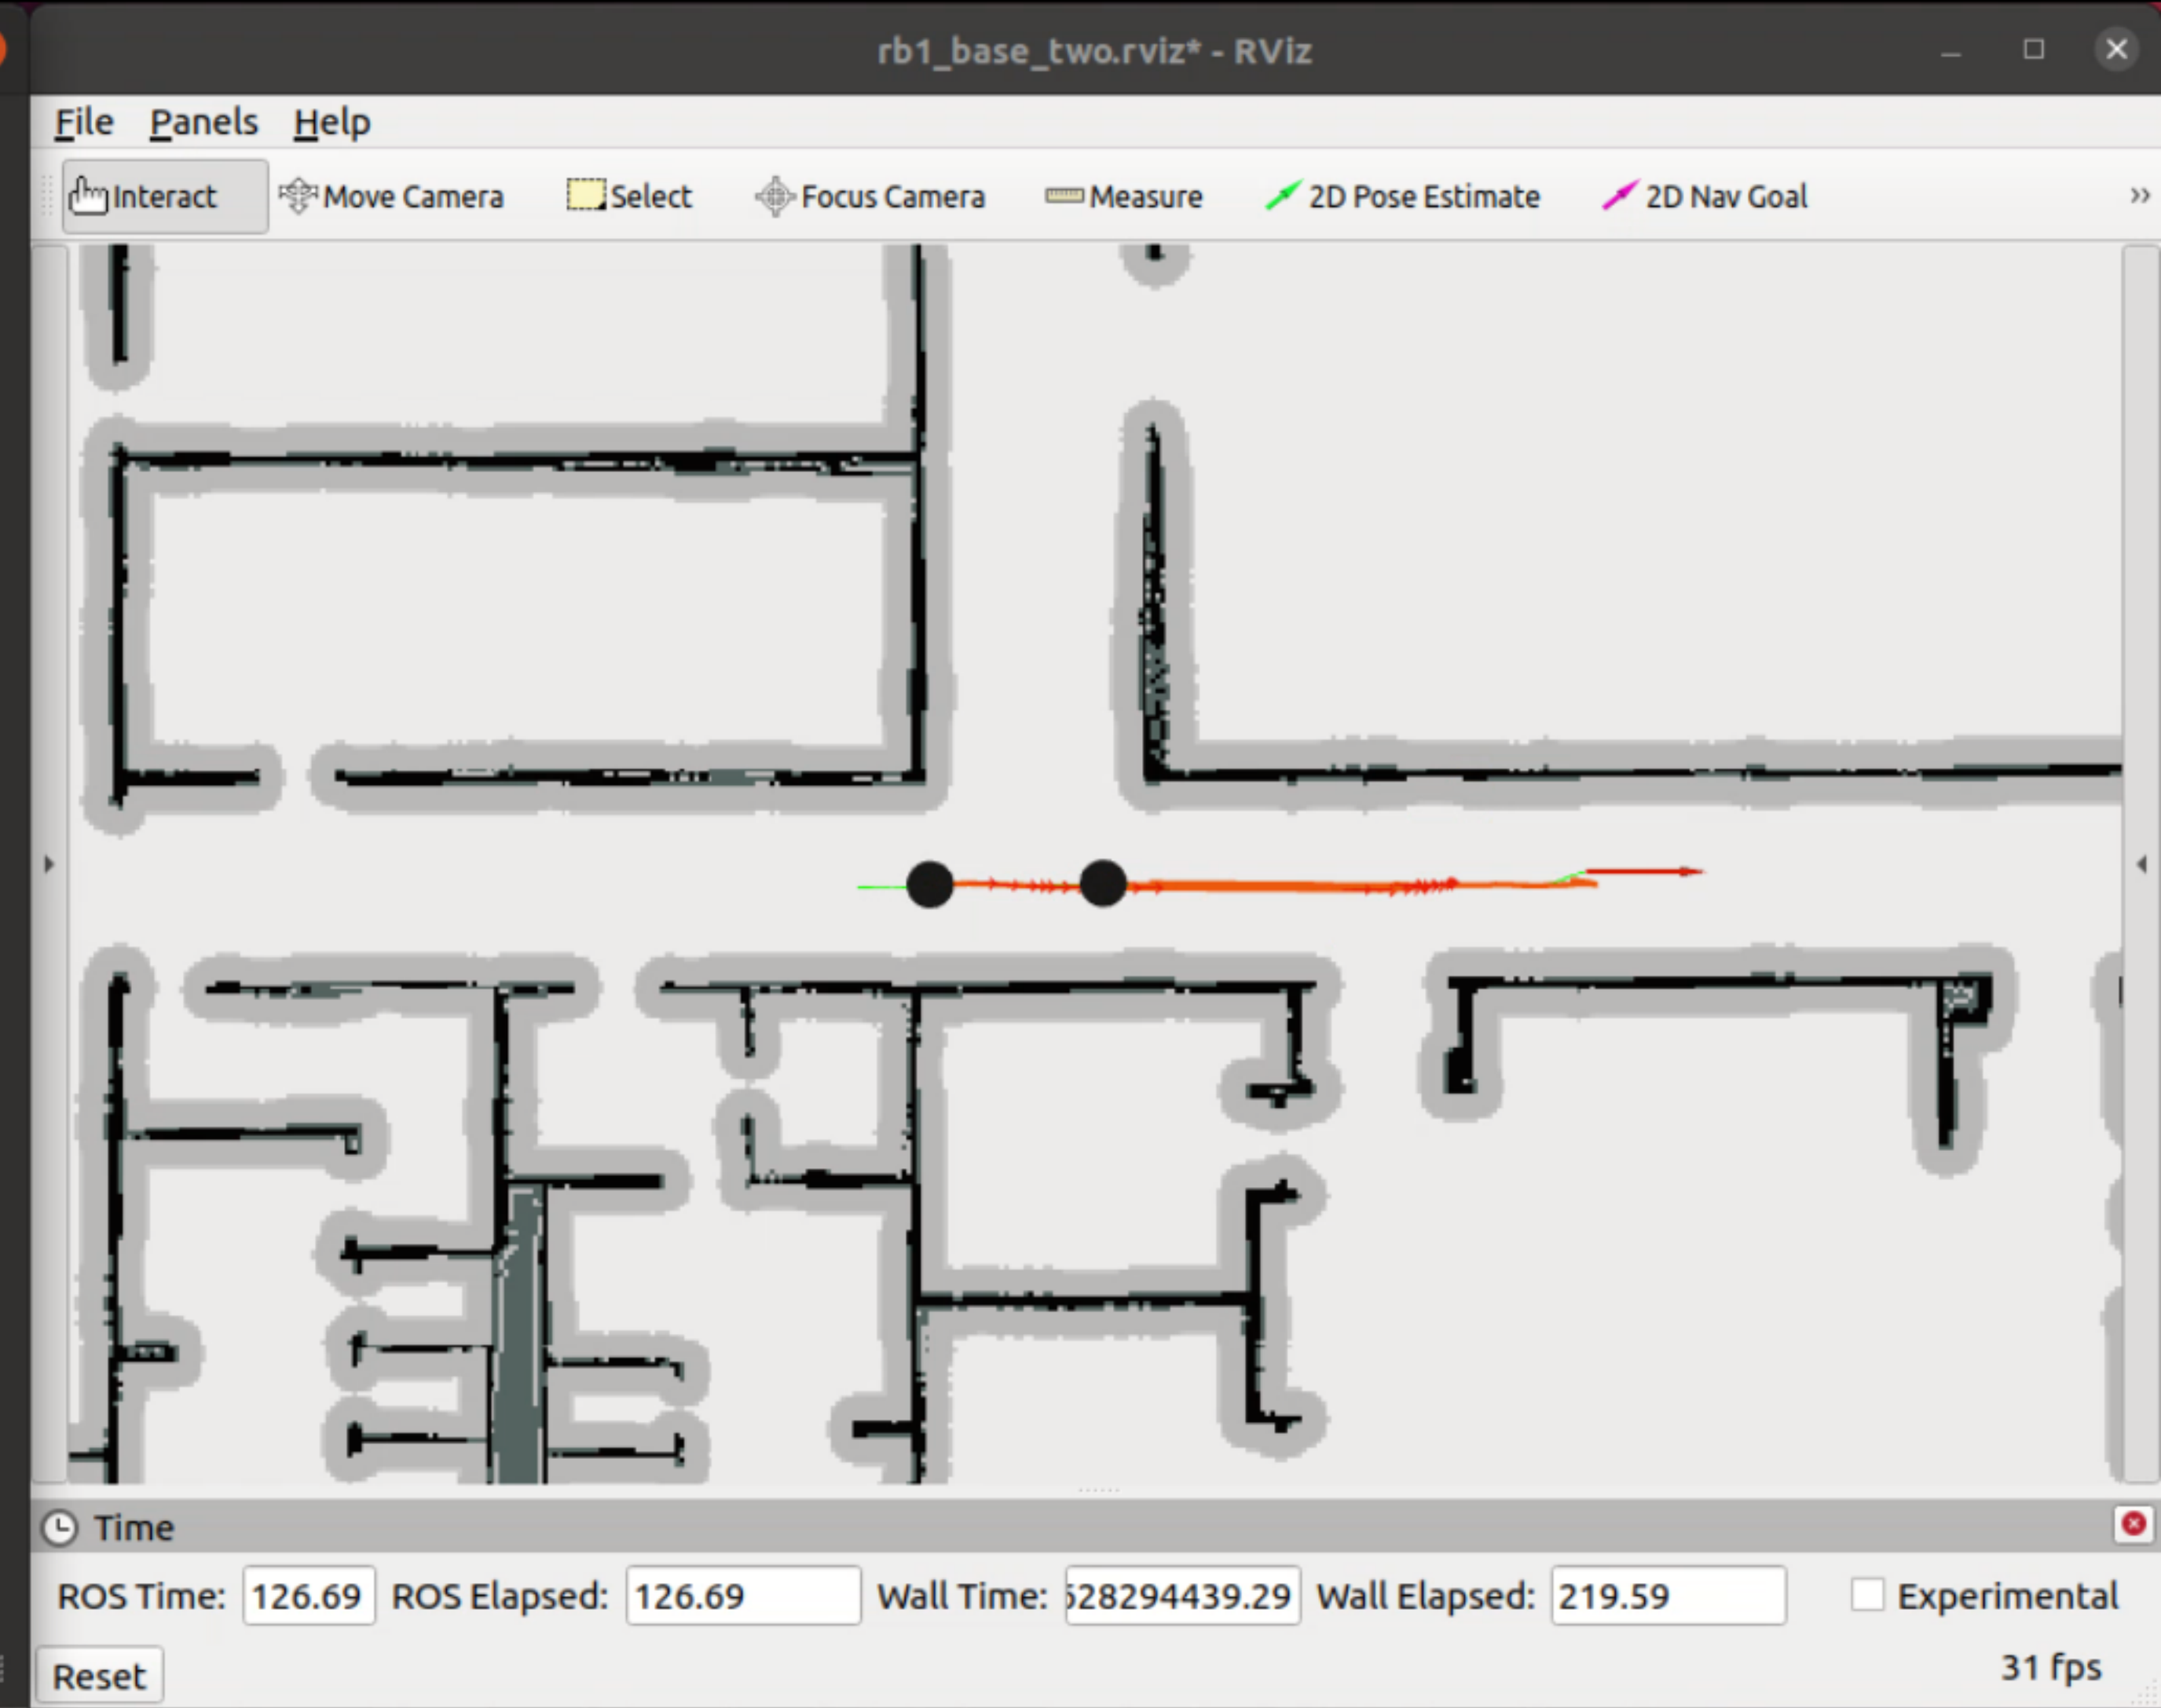 rb1_base_two.rviz* - RViz
File Panels Help
Interact Move Camera Select Focus Camera Measure 2D Pose Estimate 2D Nav Goal »
Time
ROS Time: 126.69 ROS Elapsed: 126.69 Wall Time: 528294439.29 Wall Elapsed: 219.59 Experimental
Reset 31 fps